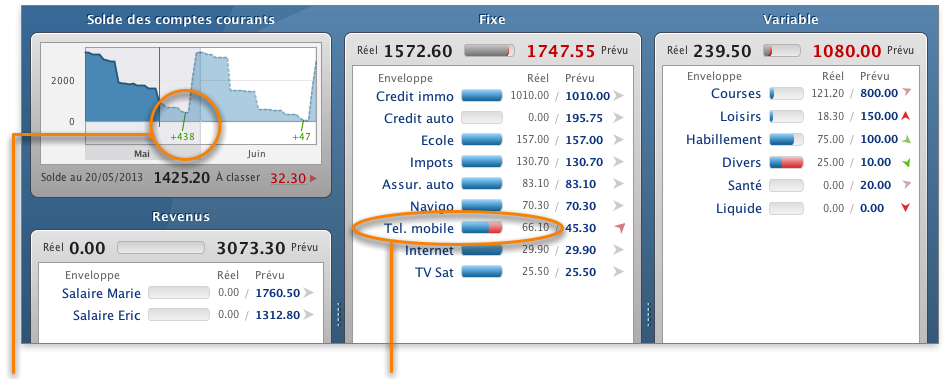 Solde des comptes courants
2000
0
+438
+47
Mai
Juin
Solde au 20/05/2013 1425.20 À classer 32.30
Revenus
Réel 0.00 3073.30 Prévu
Enveloppe Réel Prévu
Salaire Marie 0.00 / 1760.50
Salaire Eric 0.00 / 1312.80
Fixe
Réel 1572.60 1747.55 Prévu
Enveloppe Réel Prévu
Credit immo 1010.00 / 1010.00
Credit auto 0.00 / 195.75
Ecole 157.00 / 157.00
Impots 130.70 / 130.70
Assur. auto 83.10 / 83.10
Navigo 70.30 / 70.30
Tel. mobile 66.10 / 45.30
Internet 29.90 / 29.90
TV Sat 25.50 / 25.50
Variable
Réel 239.50 1080.00 Prévu
Enveloppe Réel Prévu
Courses 121.20 / 800.00
Loisirs 18.30 / 150.00
Habillement 75.00 / 100.00
Divers 25.00 / 10.00
Santé 0.00 / 20.00
Liquide 0.00 / 0.00